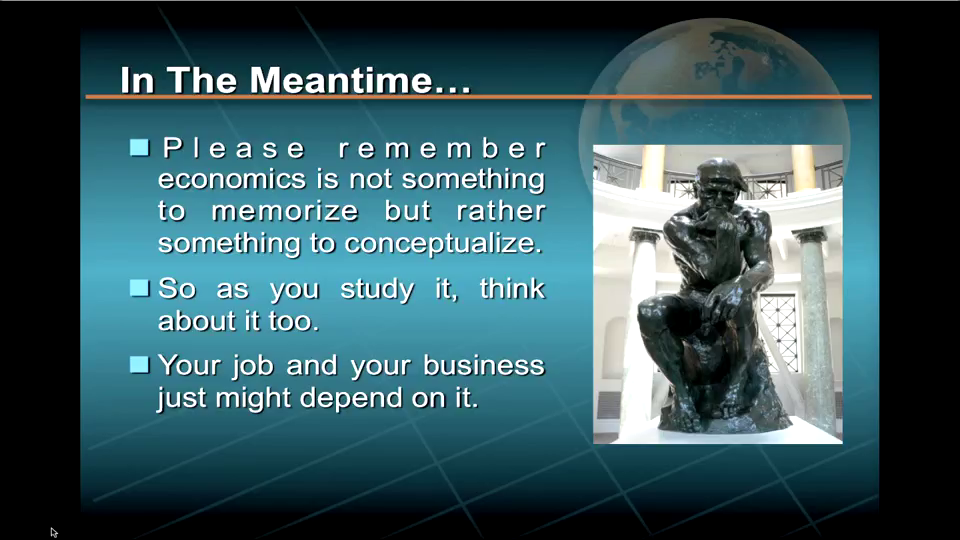 In The Meantime…
Please remember
economics is not something
to memorize but rather
something to conceptualize.
So as you study it, think
about it too.
Your job and your business
just might depend on it.